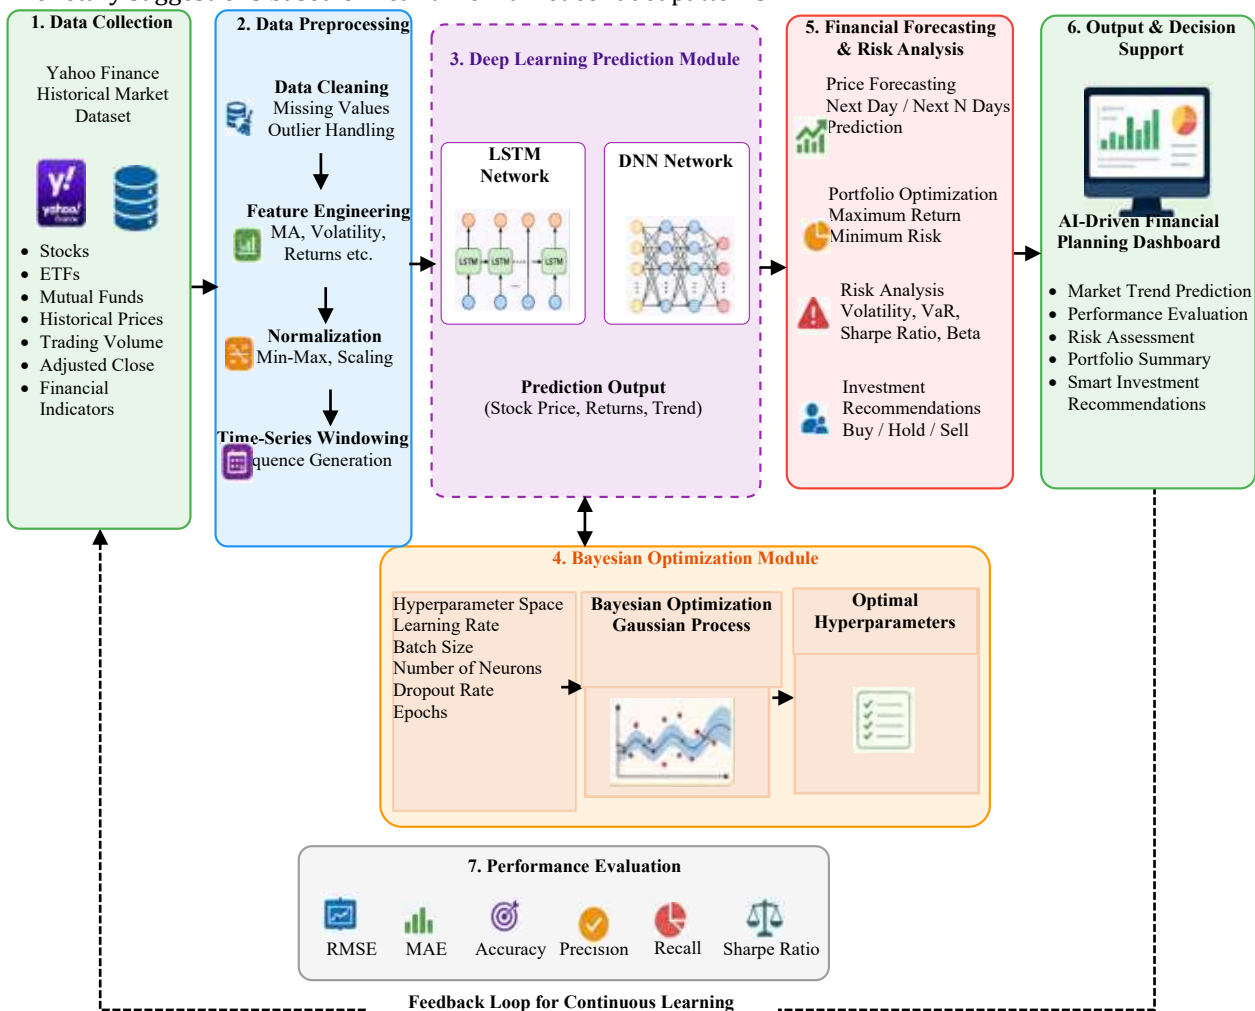 1. Data Collection
Yahoo Finance
Historical Market
Dataset
y!
yahoo!
finance
• Stocks
• ETFs
• Mutual Funds
• Historical Prices
• Trading Volume
• Adjusted Close
• Financial
Indicators
2. Data Preprocessing
Data Cleaning
Missing Values
Outlier Handling
Feature Engineering
MA, Volatility,
Returns etc.
Normalization
Min-Max, Scaling
Time-Series Windowing
quence Generation
3. Deep Learning Prediction Module
LSTM
Network
LSTM
LSTM
LSTM
DNN Network
Prediction Output
(Stock Price, Returns, Trend)
5. Financial Forecasting
& Risk Analysis
Price Forecasting
Next Day / Next N Days
Prediction
Portfolio Optimization
Maximum Return
Minimum Risk
Risk Analysis
Volatility, VaR,
Sharpe Ratio, Beta
Investment
Recommendations
Buy / Hold / Sell
6. Output & Decision
Support
AI-Driven Financial
Planning Dashboard
• Market Trend Prediction
• Performance Evaluation
• Risk Assessment
• Portfolio Summary
• Smart Investment
Recommendations
4. Bayesian Optimization Module
Hyperparameter Space
Learning Rate
Batch Size
Number of Neurons
Dropout Rate
Epochs
Bayesian Optimization
Gaussian Process
Optimal
Hyperparameters
7. Performance Evaluation
RMSE
MAE
Accuracy
Precision
Recall
Sharpe Ratio
Feedback Loop for Continuous Learning